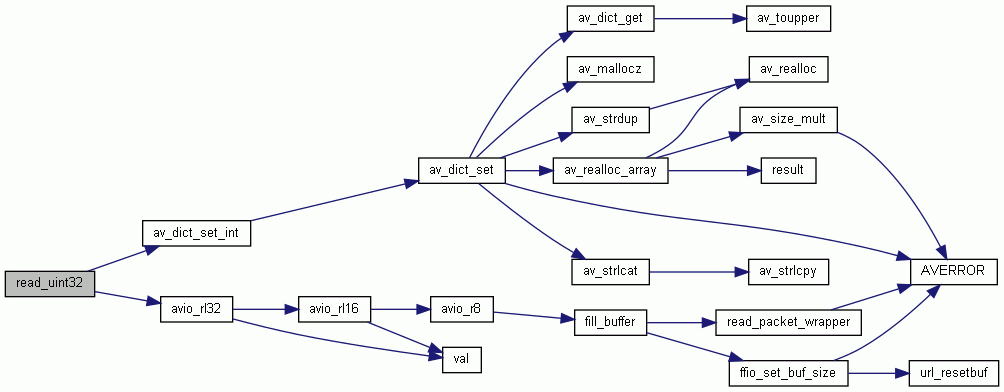 read_uint32
av_dict_set_int
avio_rl32
av_dict_set
avio_rl16
val
avio_r8
av_dict_get
av_mallocz
av_strdup
av_realloc_array
av_strlcat
fill_buffer
av_toupper
av_realloc
av_size_mult
result
av_strlcpy
read_packet_wrapper
ffio_set_buf_size
AVERROR
url_resetbuf